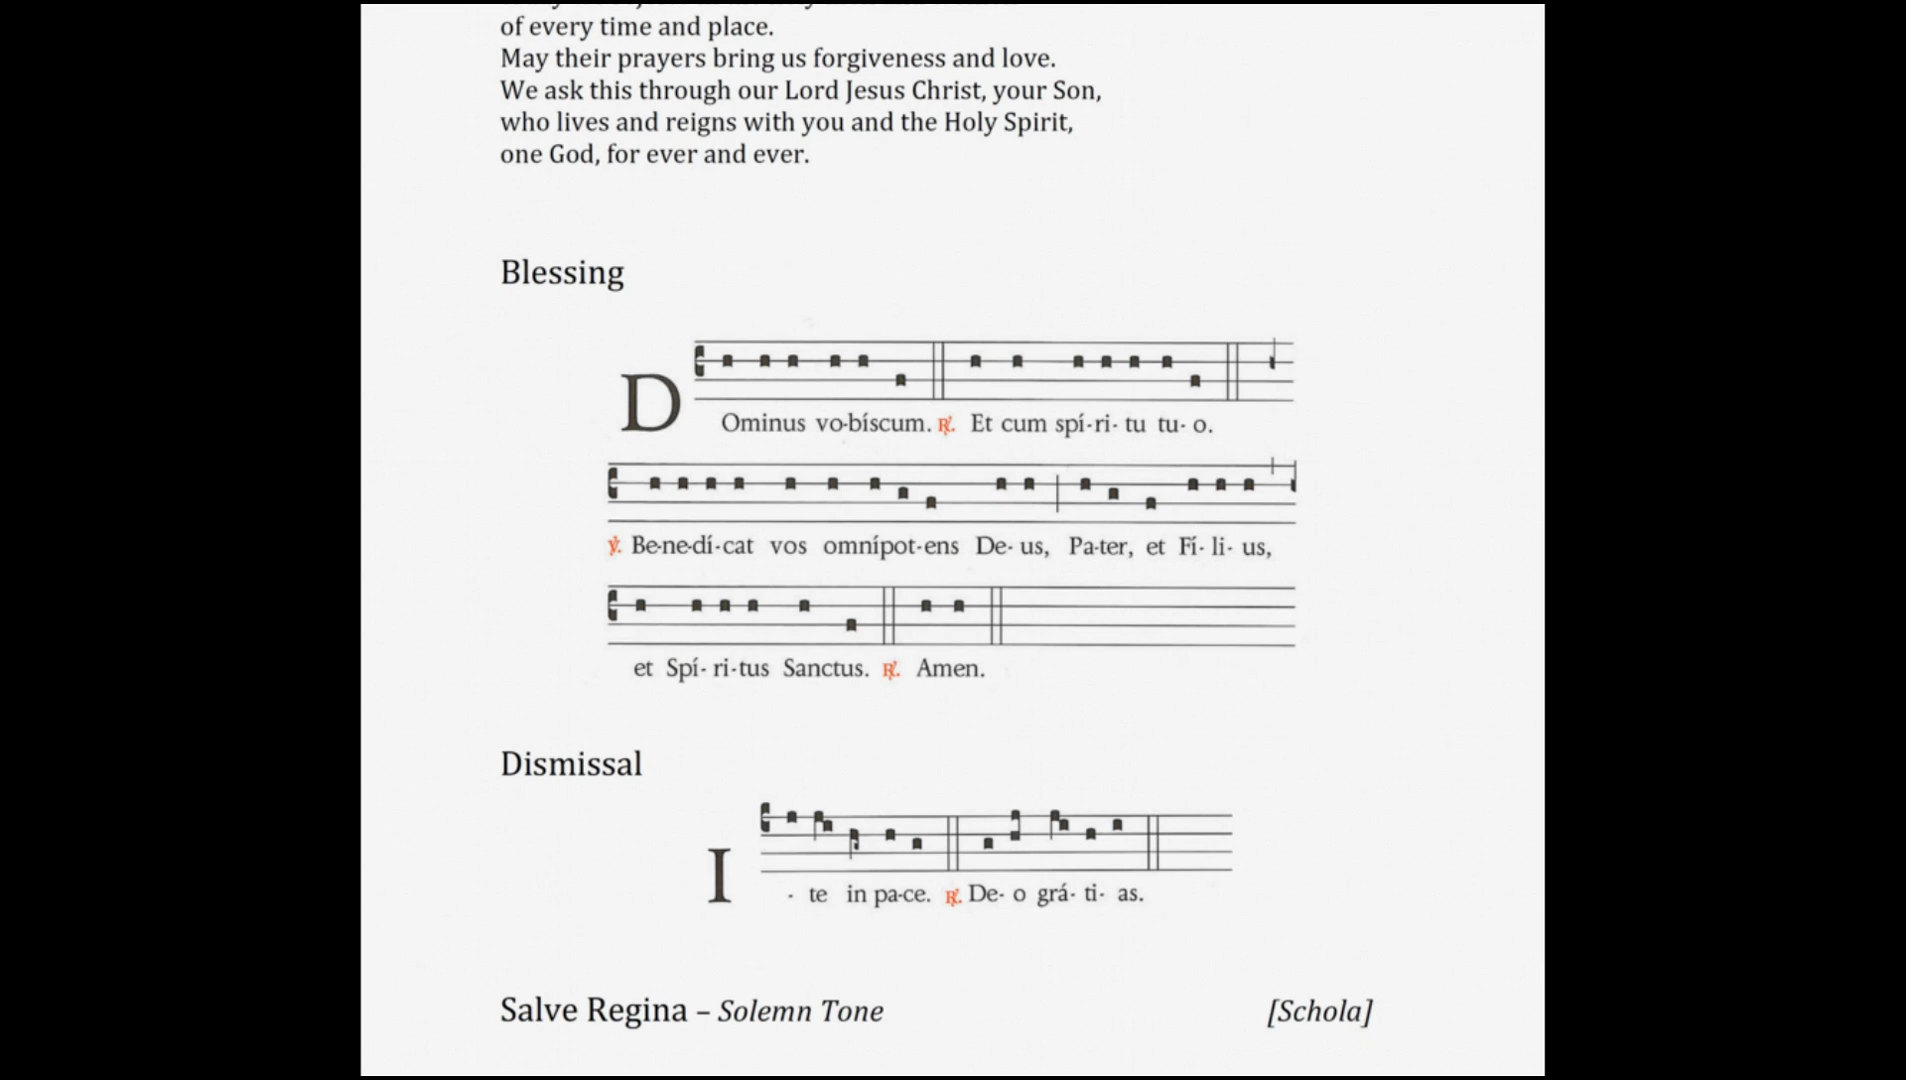 of every time and place.
May their prayers bring us forgiveness and love.
We ask this through our Lord Jesus Christ, your Son,
who lives and reigns with you and the Holy Spirit,
one God, for ever and ever.
Blessing
DOminus vo-bíscum. ℟. Et cum spí-ri-tu tu-o.
℣. Be-ne-dí-cat vos omnípot-ens De-us, Pa-ter, et Fí-li-us,
et Spí-ri-tus Sanctus. ℟. Amen.
Dismissal
I-te in pa-ce. ℟. De-o grá-ti-as.
Salve Regina – Solemn Tone [Schola]